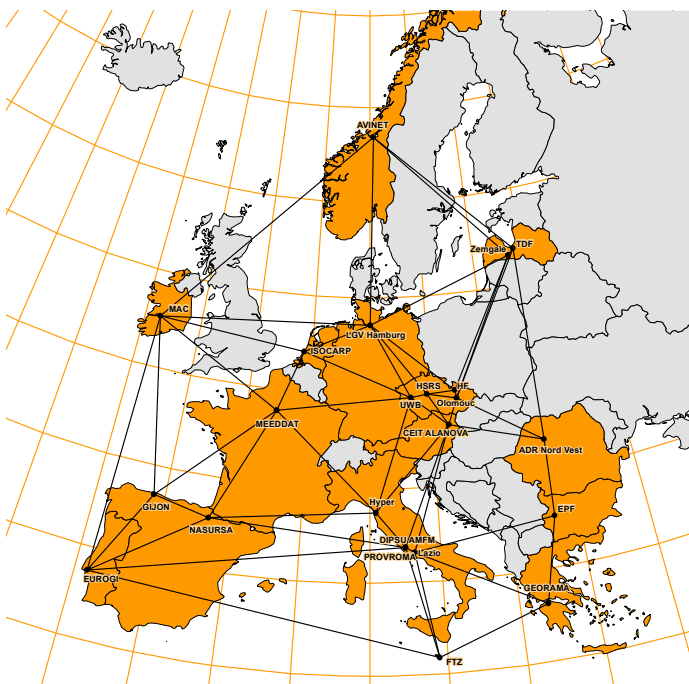 AVINET
TDF
Zemgale
MAC
LGV Hamburg
ISOCARP
HSRS
HF
UWB
Olomouc
MEEDDAT
CEIT ALANOVA
ADR Nord Vest
GIJON
Hyper
EPF
NASURSA
DIPSU AMFM
PROVROMA
Lazio
EUROGI
GEORAMA
FTZ